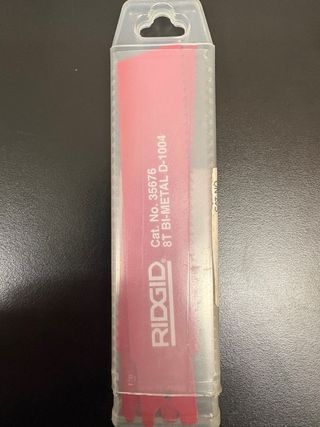 RIDGID®
Cat. No. 35676
8T BI-METAL D-1004